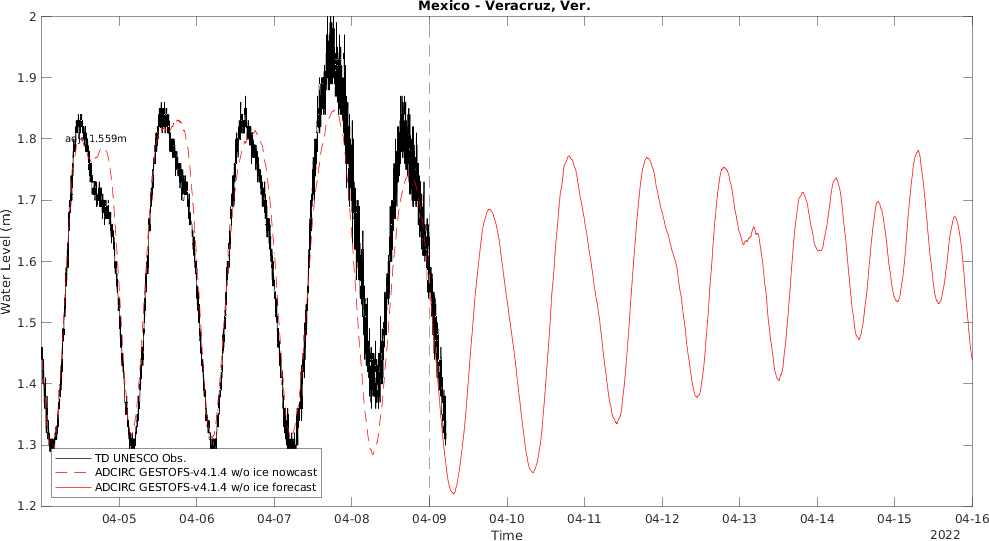 Mexico - Veracruz, Ver.
2
1.9
1.8
1.7
1.6
1.5
1.4
1.3
1.2
Water Level (m)
1.559m
TD UNESCO Obs.
ADCIRC GESTOFS-v4.1.4 w/o ice nowcast
ADCIRC GESTOFS-v4.1.4 w/o ice forecast
04-05 04-06 04-07 04-08 04-09 04-10 04-11 04-12 04-13 04-14 04-15 04-16
Time
2022